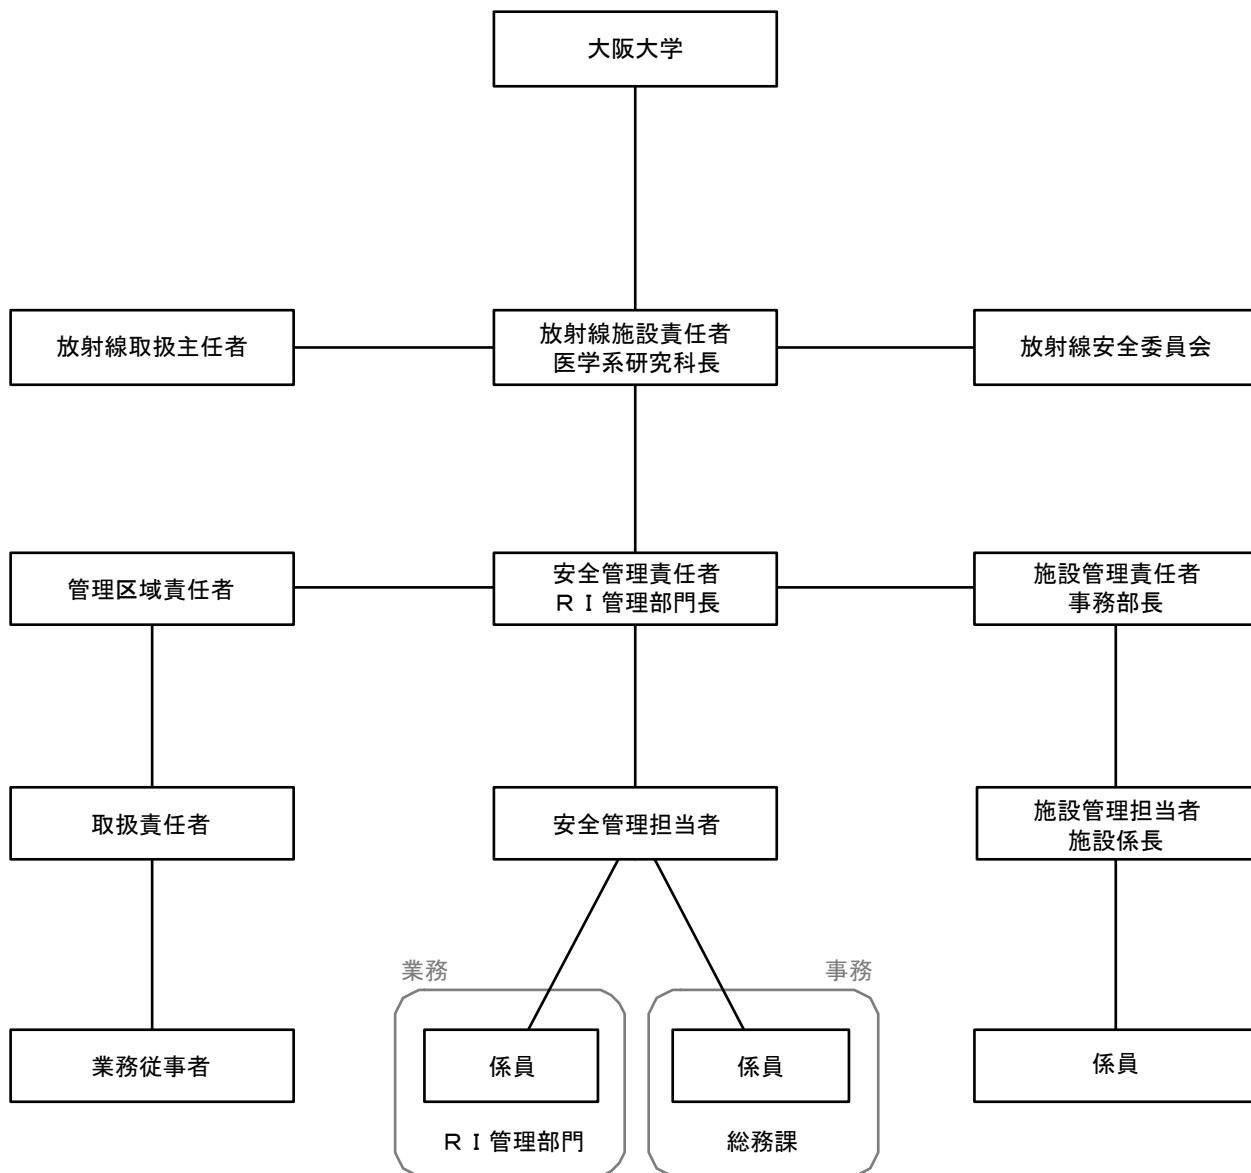 大阪大学
放射線取扱主任者
放射線施設責任者
医学系研究科長
放射線安全委員会
管理区域責任者
安全管理責任者
ＲＩ管理部門長
施設管理責任者
事務部長
取扱責任者
安全管理担当者
施設管理担当者
施設係長
業務
事務
業務従事者
係員
係員
係員
ＲＩ管理部門
総務課